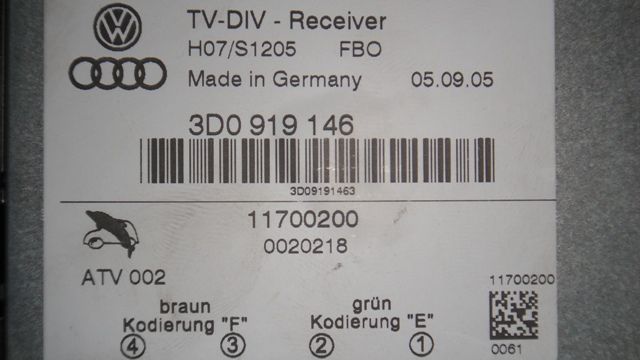 TV-DIV - Receiver
H07/S1205 FBO
Made in Germany 05.09.05
3D0 919 146
3D09191463
11700200
0020218
ATV 002
11700200
braun grün
Kodierung "F" Kodierung "E"
4 3 2 1
0061